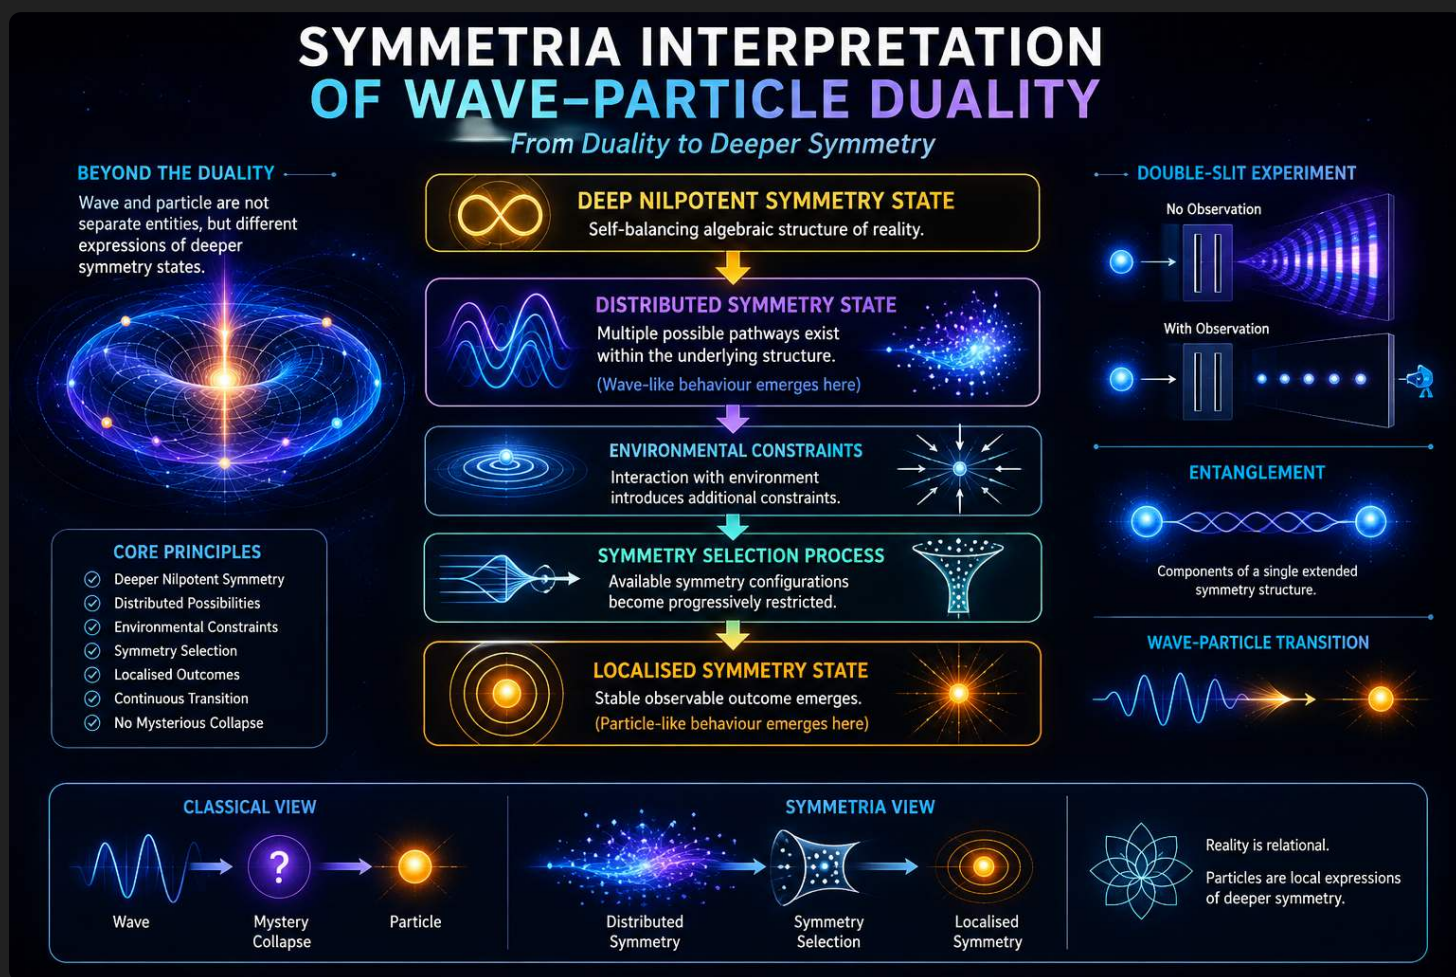 SYMMETRIA INTERPRETATION
OF WAVE–PARTICLE DUALITY
From Duality to Deeper Symmetry
BEYOND THE DUALITY
Wave and particle are not
separate entities, but different
expressions of deeper
symmetry states.
CORE PRINCIPLES
Deeper Nilpotent Symmetry
Distributed Possibilities
Environmental Constraints
Symmetry Selection
Localised Outcomes
Continuous Transition
No Mysterious Collapse
DEEP NILPOTENT SYMMETRY STATE
Self-balancing algebraic structure of reality.
DISTRIBUTED SYMMETRY STATE
Multiple possible pathways exist
within the underlying structure.
(Wave-like behaviour emerges here)
ENVIRONMENTAL CONSTRAINTS
Interaction with environment
introduces additional constraints.
SYMMETRY SELECTION PROCESS
Available symmetry configurations
become progressively restricted.
LOCALISED SYMMETRY STATE
Stable observable outcome emerges.
(Particle-like behaviour emerges here)
DOUBLE-SLIT EXPERIMENT
No Observation
With Observation
ENTANGLEMENT
Components of a single extended
symmetry structure.
WAVE-PARTICLE TRANSITION
CLASSICAL VIEW
?
Wave
Mystery
Collapse
Particle
SYMMETRIA VIEW
Distributed
Symmetry
Symmetry
Selection
Localised
Symmetry
Reality is relational.
Particles are local expressions
of deeper symmetry.